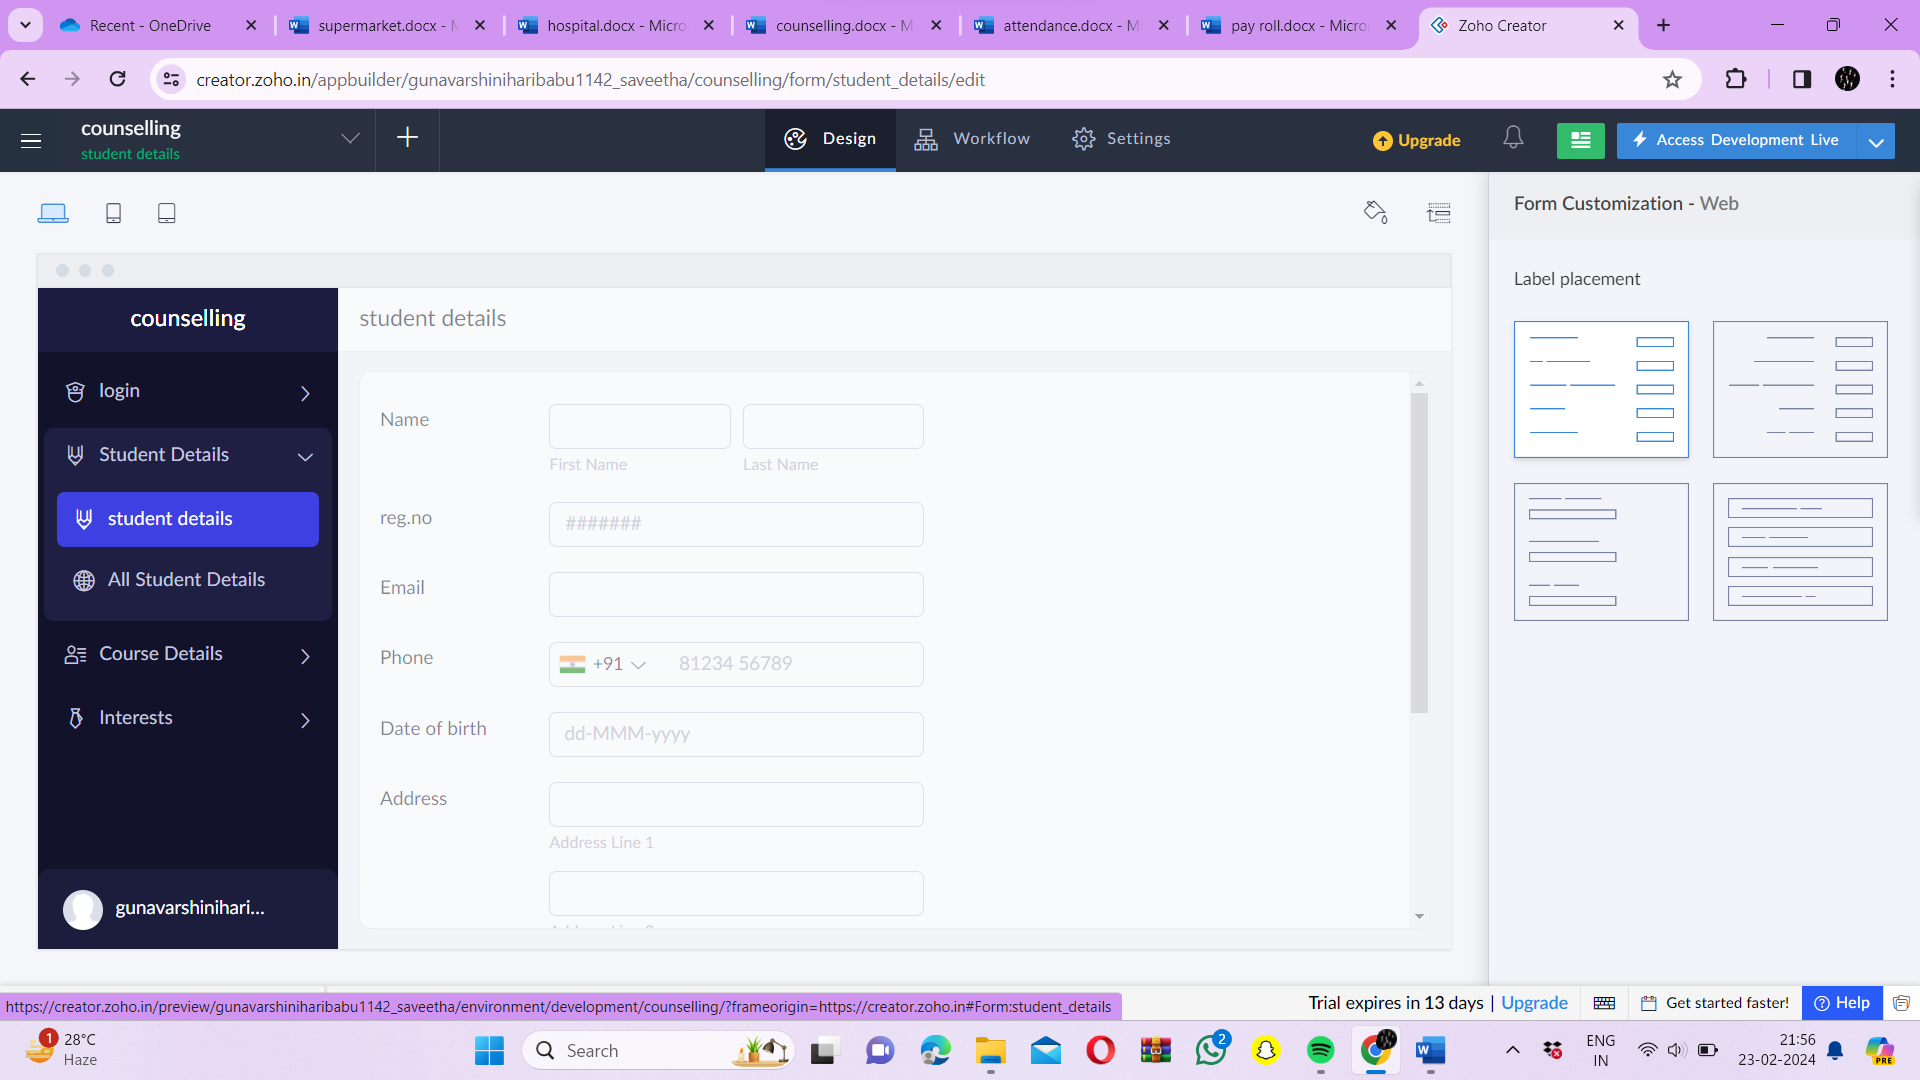 Recent - OneDrive
supermarket.docx - M
hospital.docx - Micro
counselling.docx - M
attendance.docx - Mi
pay roll.docx - Micro
Zoho Creator
creator.zoho.in/appbuilder/gunavarshiniharibabu1142_saveetha/counselling/form/student_details/edit
counselling
student details
Design
Workflow
Settings
Upgrade
Access Development Live
Form Customization - Web
Label placement
counselling
login
Student Details
student details
All Student Details
Course Details
Interests
gunavarshinihari...
student details
Name
First Name
Last Name
reg.no
#######
Email
Phone
+91
81234 56789
Date of birth
dd-MMM-yyyy
Address
Address Line 1
https://creator.zoho.in/preview/gunavarshiniharibabu1142_saveetha/environment/development/counselling/?frameorigin=https://creator.zoho.in#Form:student_details
Trial expires in 13 days | Upgrade
Get started faster!
Help
1
28°C
Haze
Search
2
PRE
ENG
IN
21:56
23-02-2024